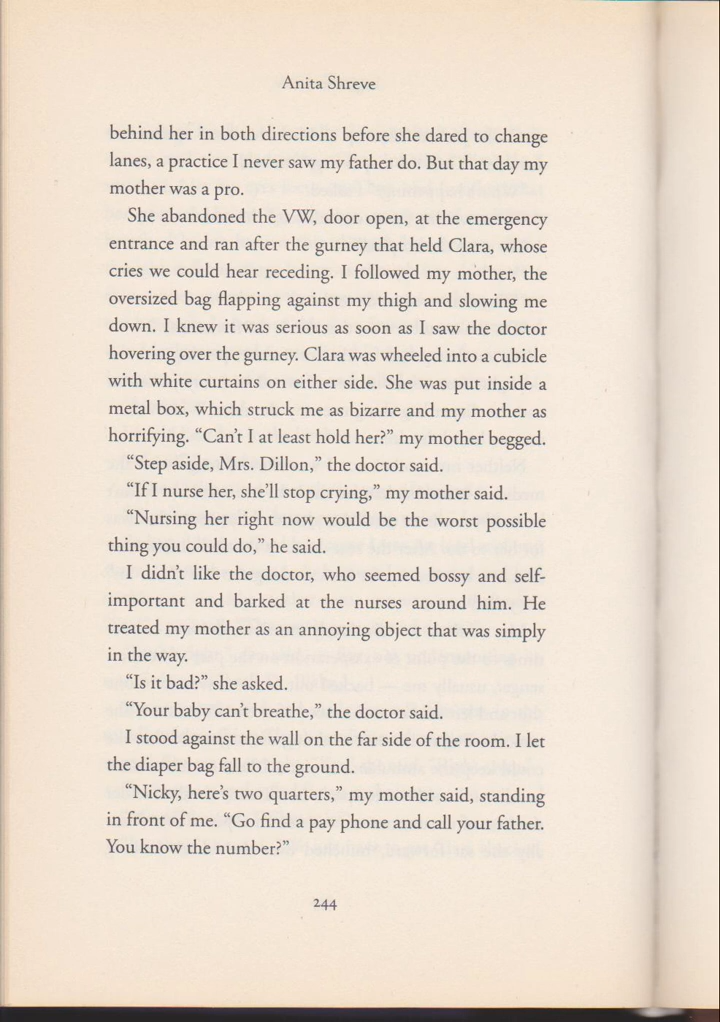 Anita Shreve
behind her in both directions before she dared to change
lanes, a practice I never saw my father do. But that day my
mother was a pro.
She abandoned the VW, door open, at the emergency
entrance and ran after the gurney that held Clara, whose
cries we could hear receding. I followed my mother, the
oversized bag flapping against my thigh and slowing me
down. I knew it was serious as soon as I saw the doctor
hovering over the gurney. Clara was wheeled into a cubicle
with white curtains on either side. She was put inside a
metal box, which struck me as bizarre and my mother as
horrifying. “Can’t I at least hold her?” my mother begged.
“Step aside, Mrs. Dillon,” the doctor said.
“If I nurse her, she’ll stop crying,” my mother said.
“Nursing her right now would be the worst possible
thing you could do,” he said.
I didn’t like the doctor, who seemed bossy and self-
important and barked at the nurses around him. He
treated my mother as an annoying object that was simply
in the way.
“Is it bad?” she asked.
“Your baby can’t breathe,” the doctor said.
I stood against the wall on the far side of the room. I let
the diaper bag fall to the ground.
“Nicky, here’s two quarters,” my mother said, standing
in front of me. “Go find a pay phone and call your father.
You know the number?”
244